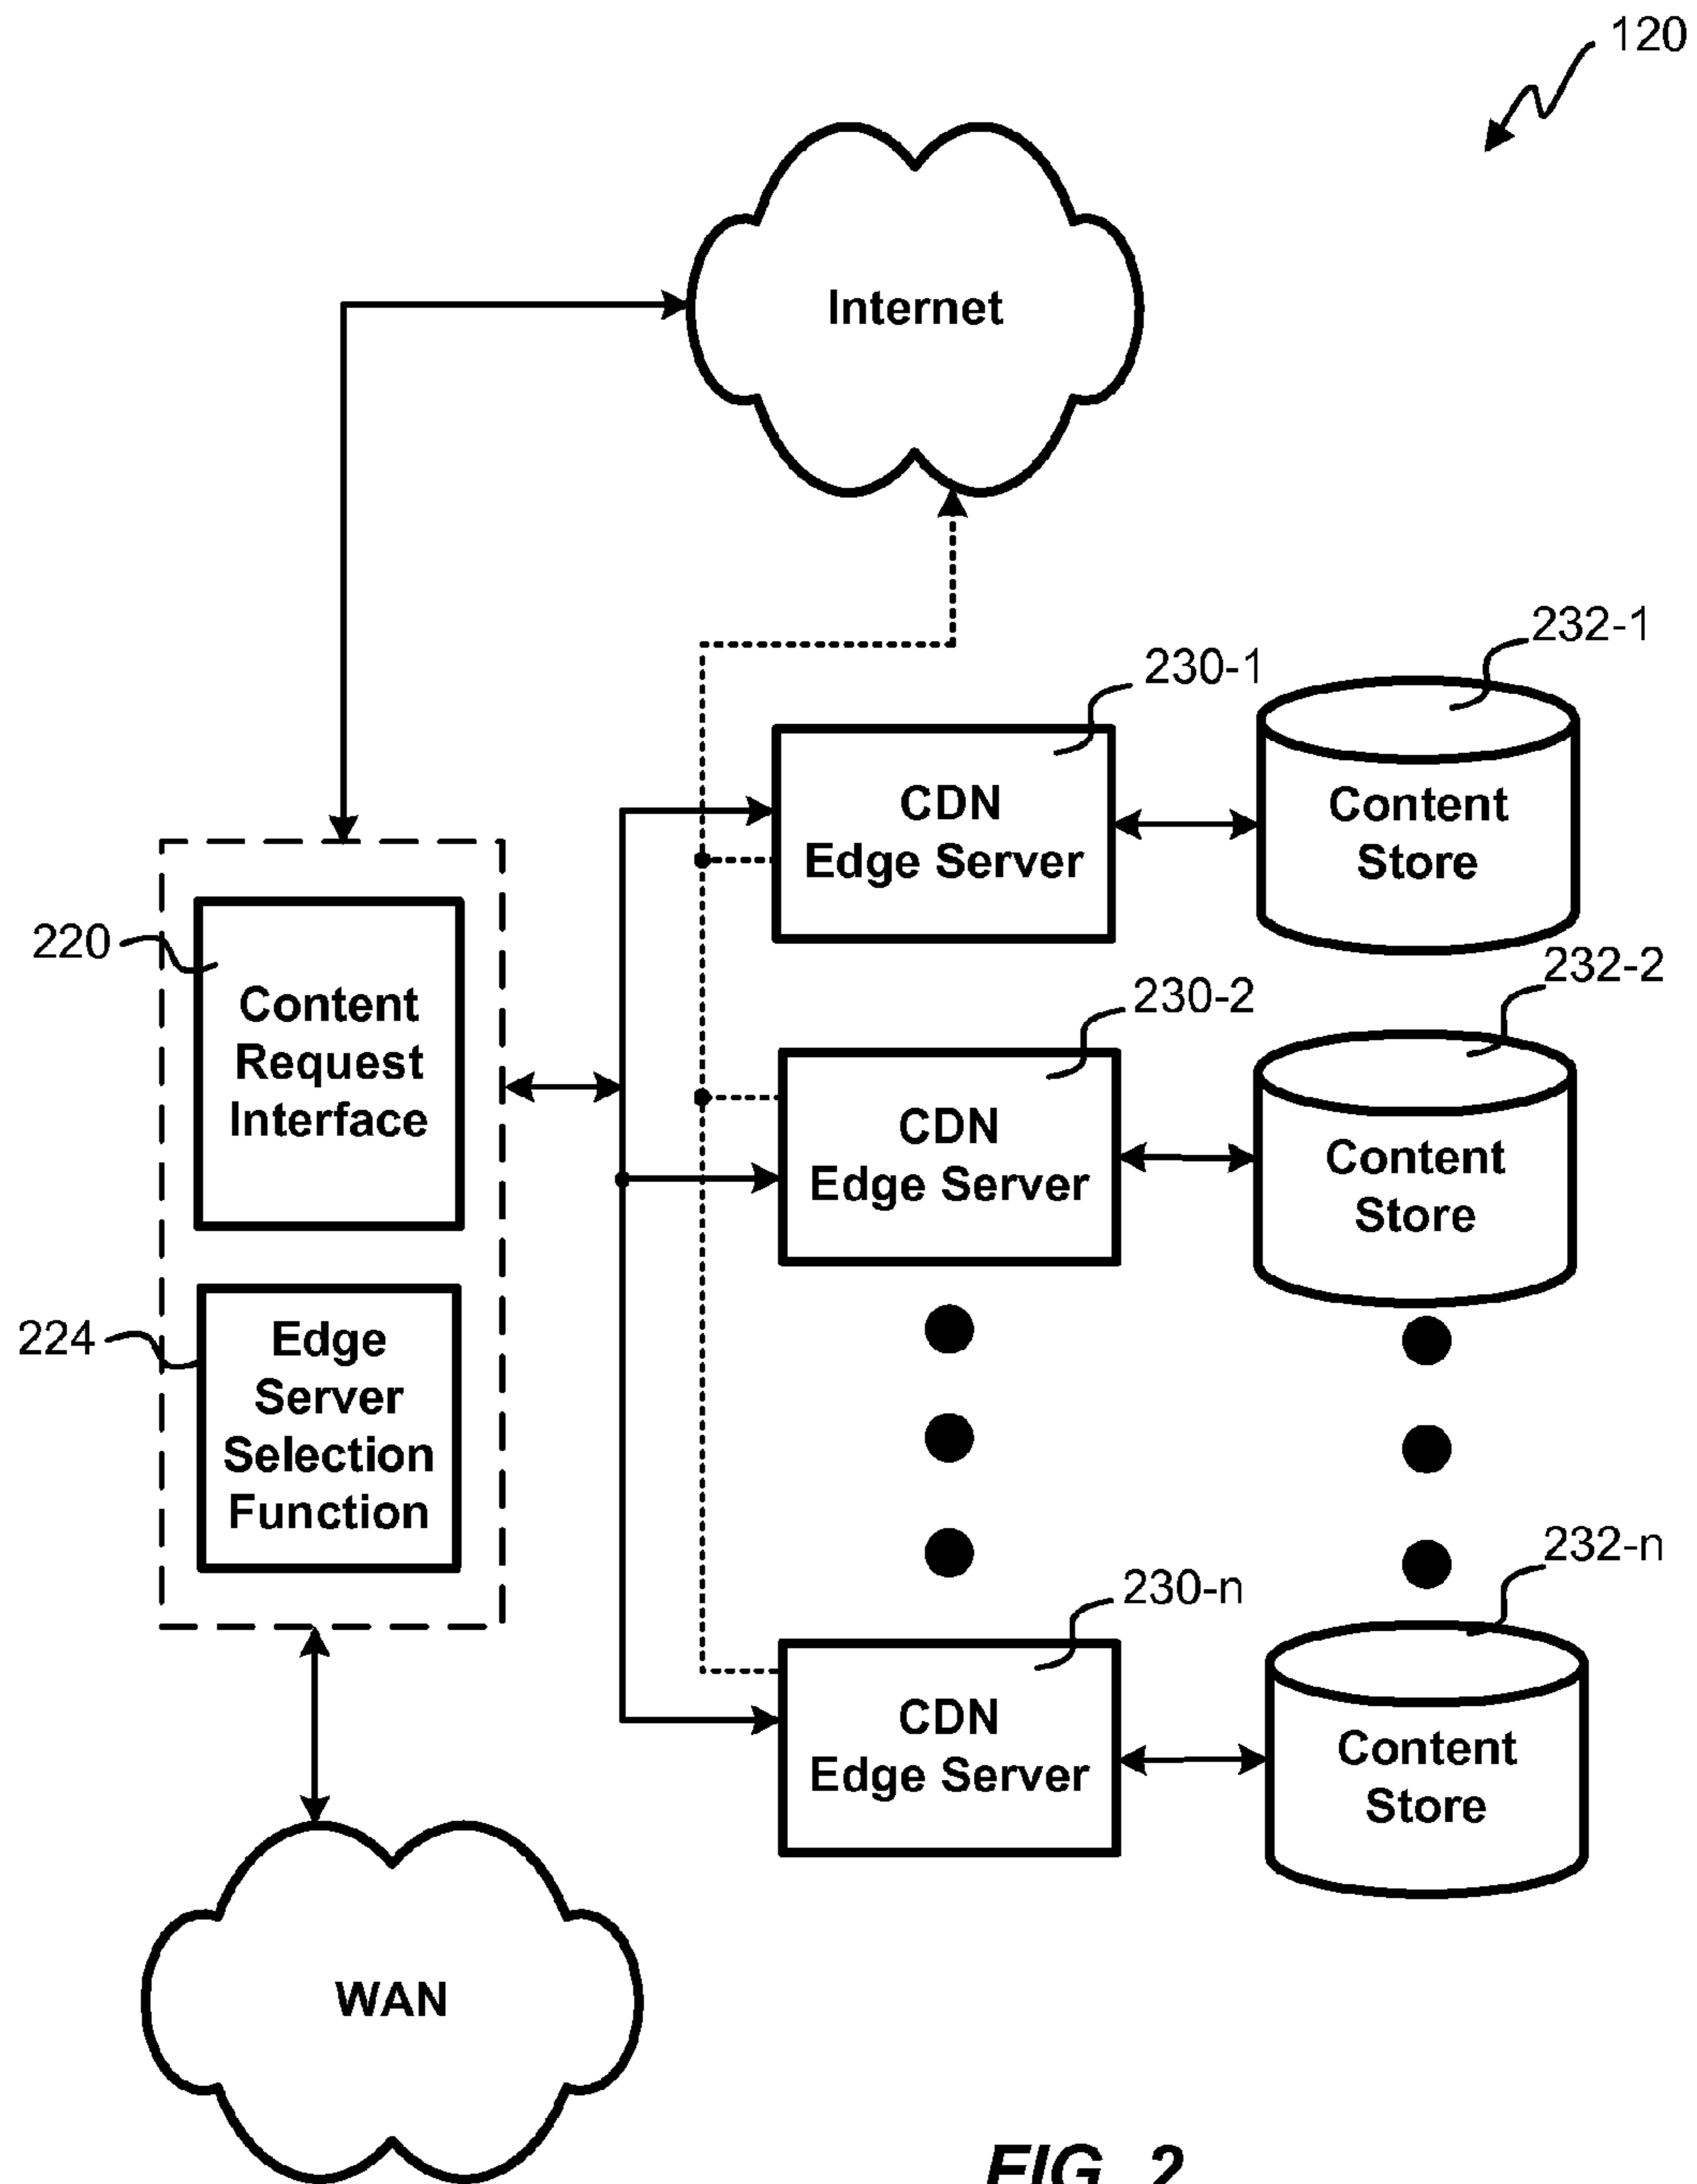 120
Internet
232-1
230-1
CDN
Edge Server
Content
Store
220
Content
Request
Interface
232-2
230-2
CDN
Edge Server
Content
Store
224
Edge
Server
Selection
Function
232-n
230-n
CDN
Edge Server
Content
Store
WAN
FIG. 2